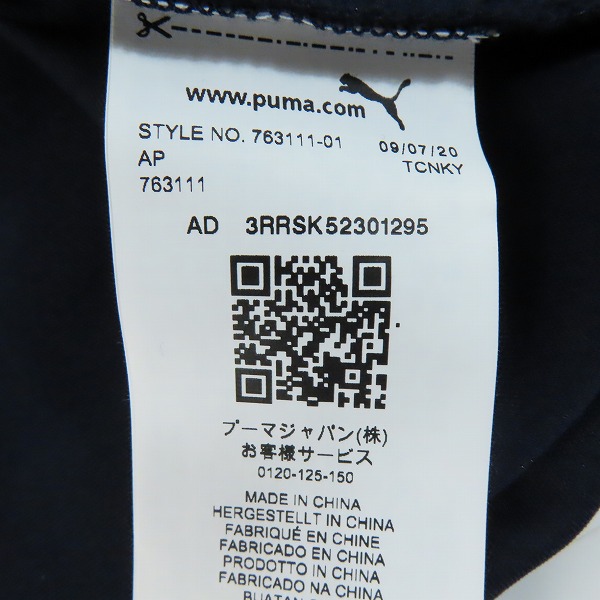 www.puma.com
STYLE NO. 763111-01 09/07/20
AP TCNKY
763111
AD 3RRSK52301295
プーマジャパン(株)
お客様サービス
0120-125-150
MADE IN CHINA
HERGESTELLT IN CHINA
FABRIQUÉ EN CHINE
FABRICADO EN CHINA
PRODOTTO IN CHINA
FABRICADO NA CHINA
BUATAN